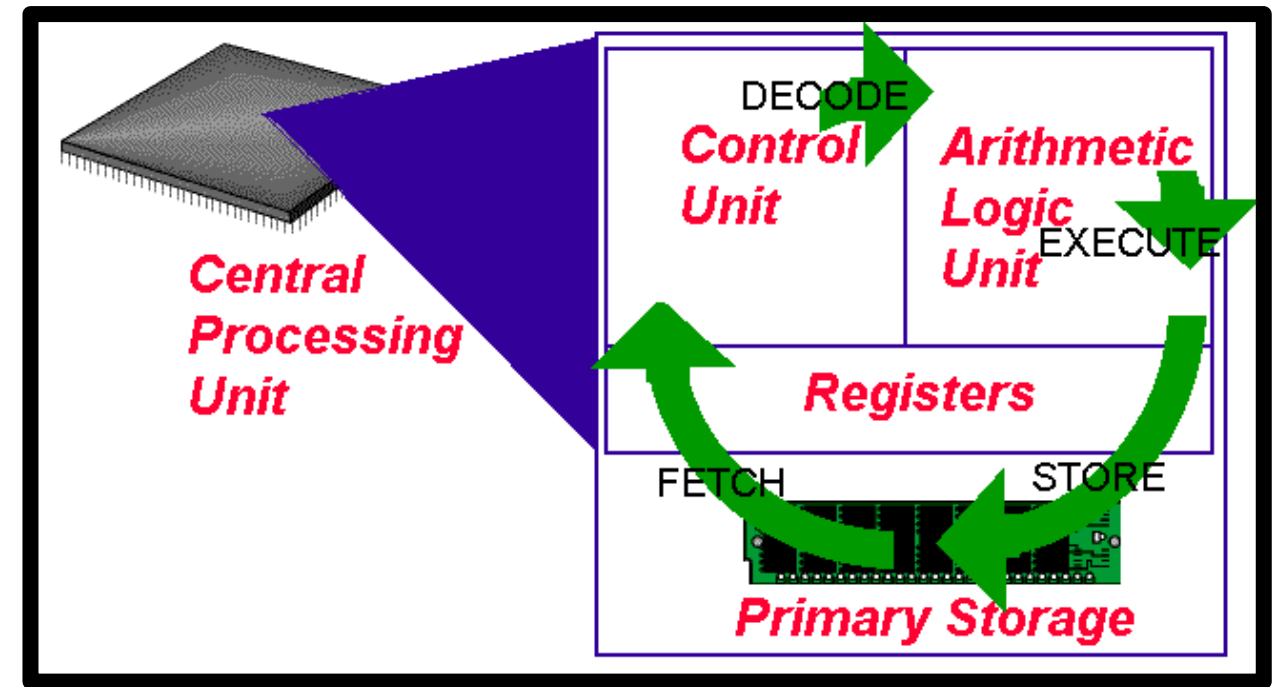 DECODE
Control
Unit
Arithmetic
Logic
Unit
EXECUTE
Central
Processing
Unit
Registers
FETCH
STORE
Primary Storage